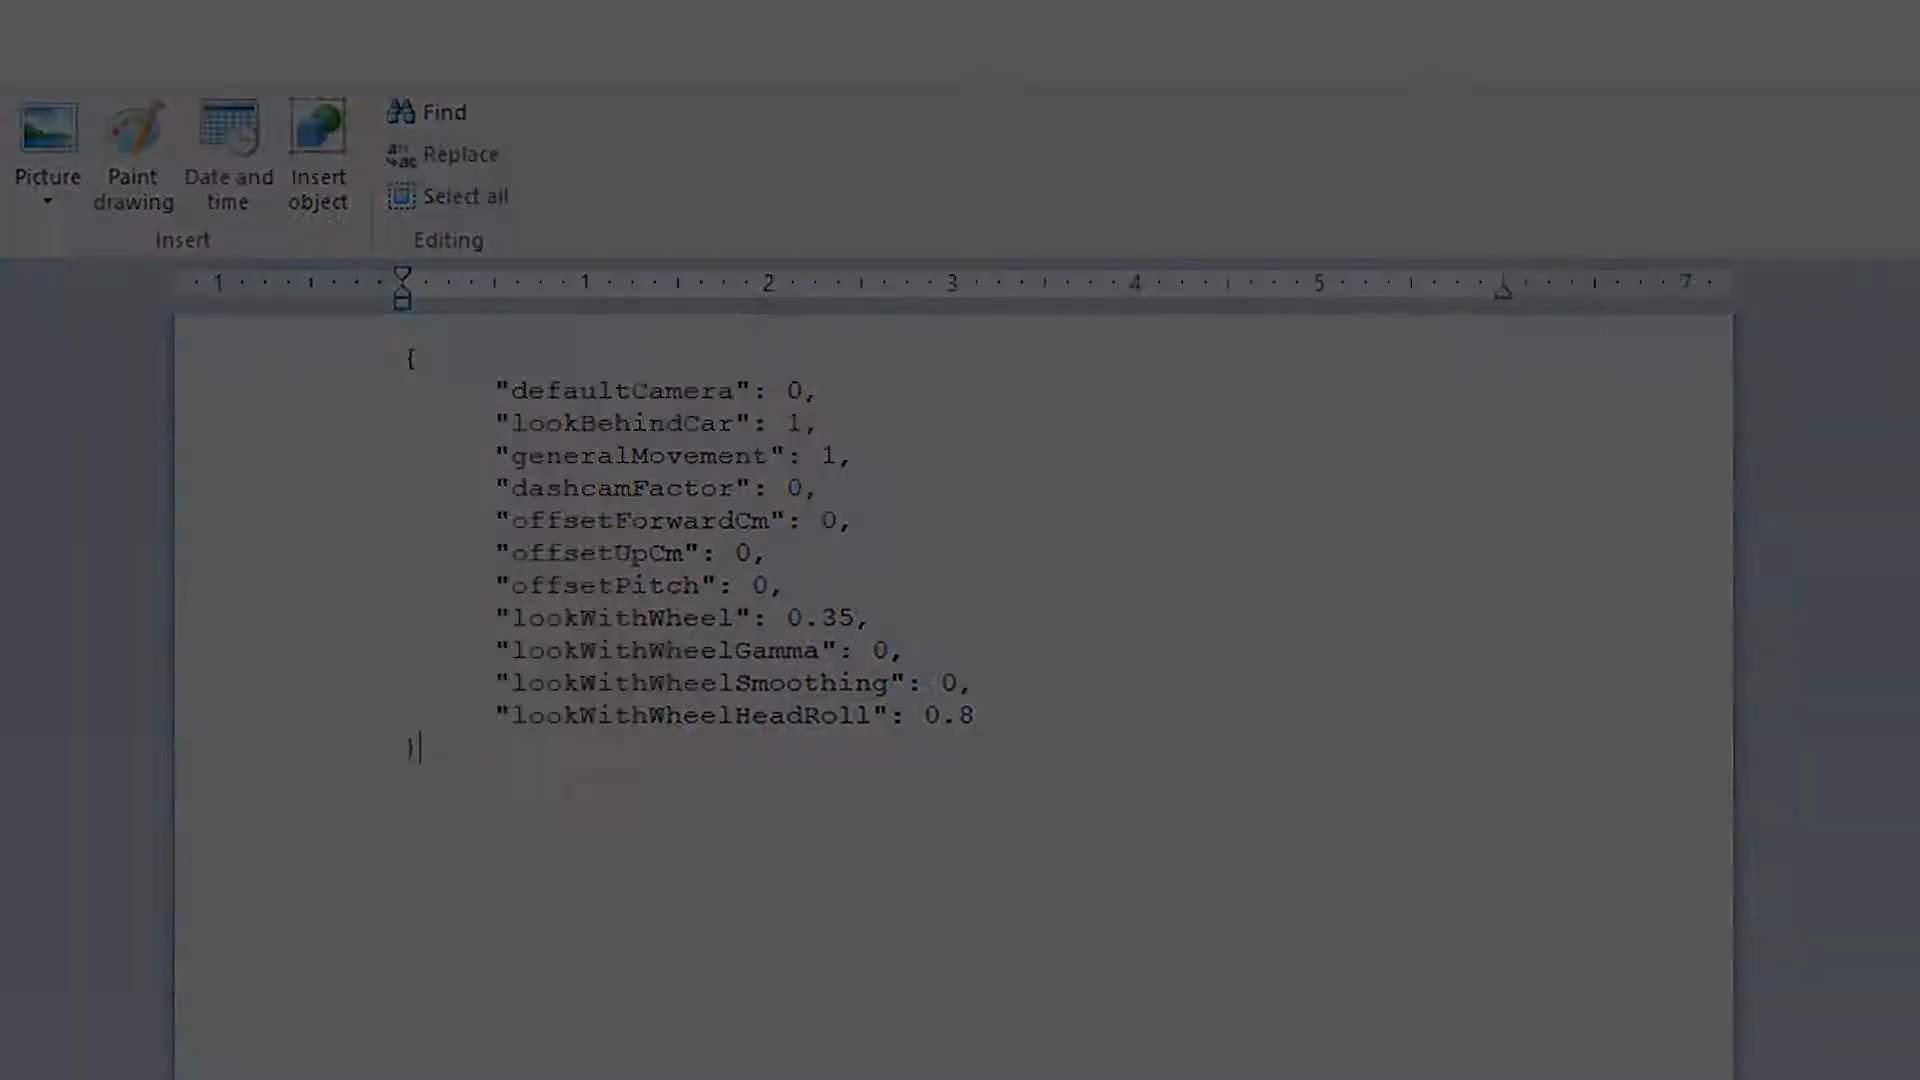 Find
Replace
Select all
Picture
Paint drawing
Date and time
Insert object
Insert
Editing
1 1 2 3 4 5 7
{
"defaultCamera": 0,
"lookBehindCar": 1,
"generalMovement": 1,
"dashcamFactor": 0,
"offsetForwardCm": 0,
"offsetUpCm": 0,
"offsetPitch": 0,
"lookWithWheel": 0.35,
"lookWithWheelGamma": 0,
"lookWithWheelSmoothing": 0,
"lookWithWheelHeadRoll": 0.8
}